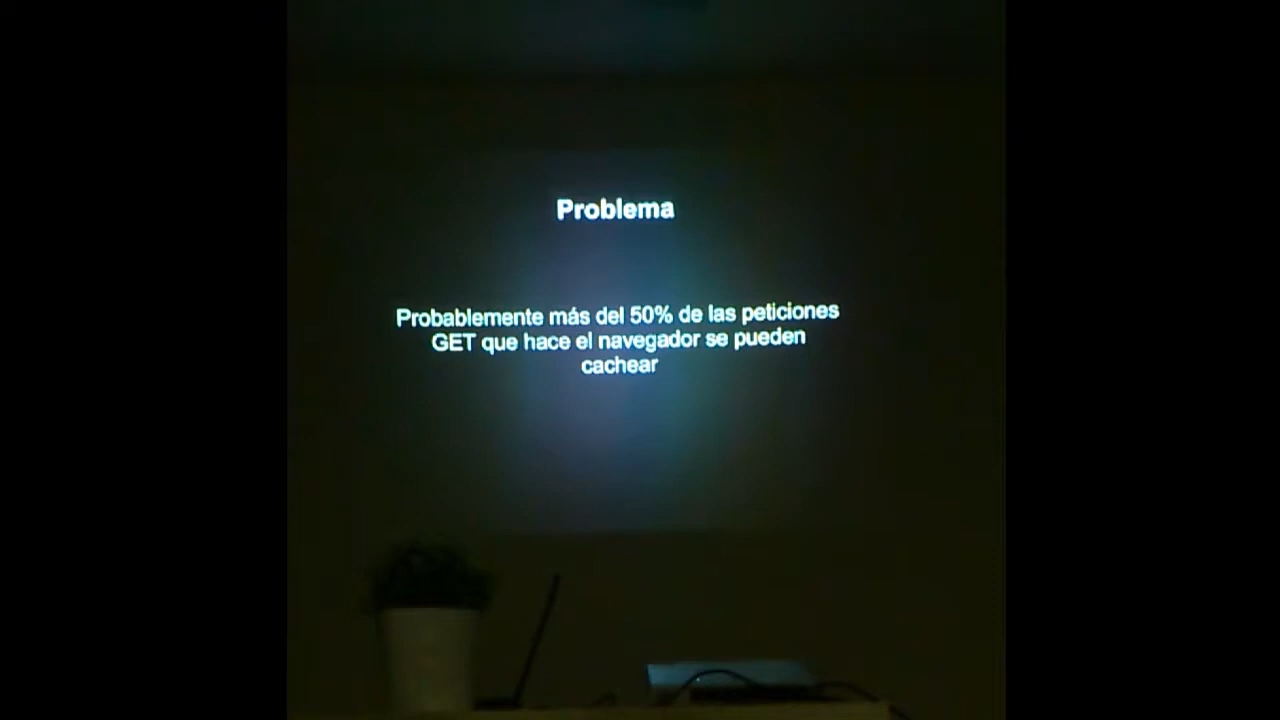 Problema
Probablemente más del 50% de las peticiones
GET que hace el navegador se pueden
cachear